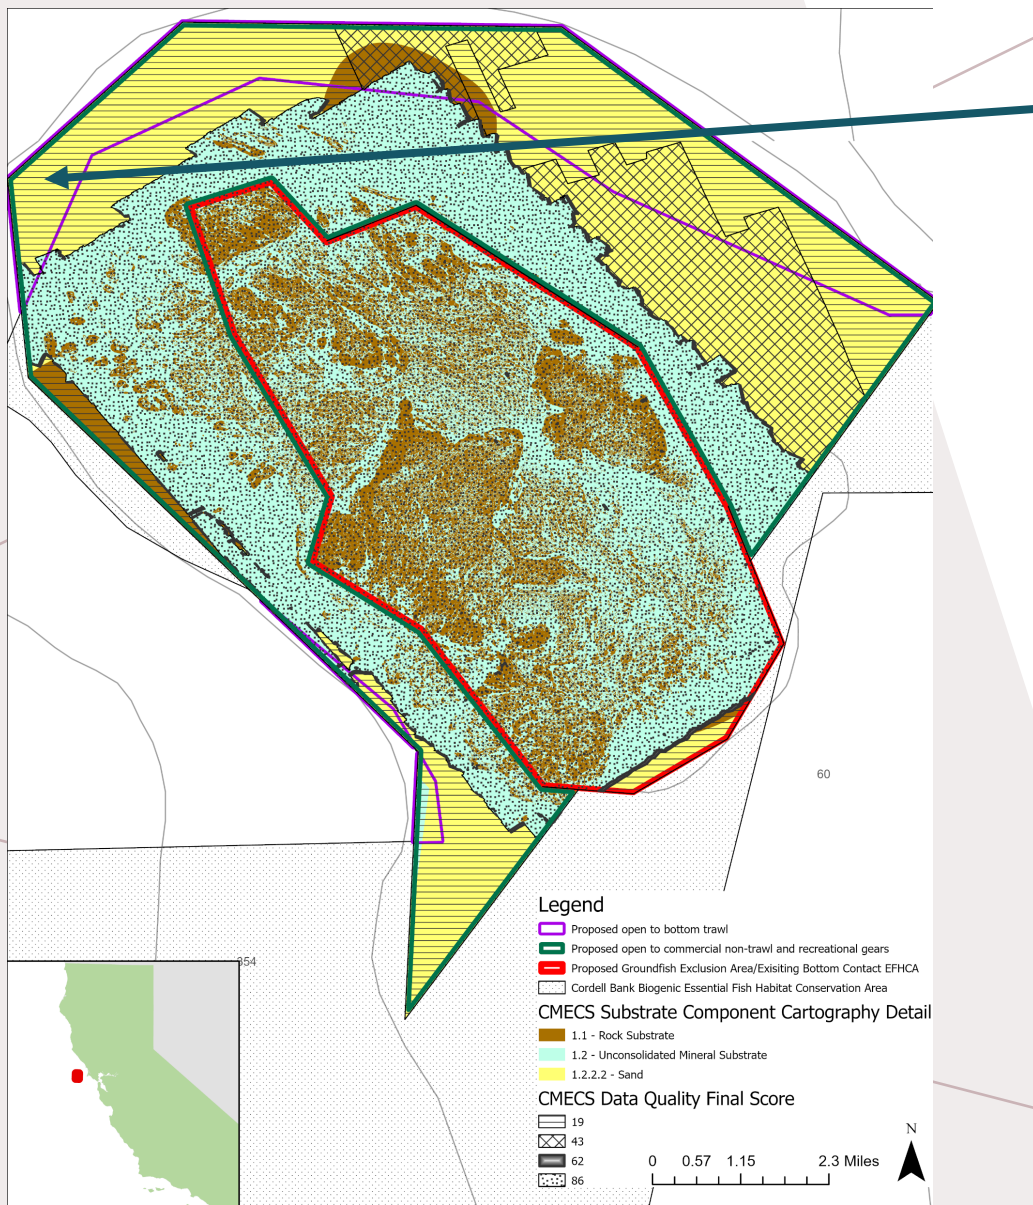 60
354
Legend
Proposed open to bottom trawl
Proposed open to commercial non-trawl and recreational gears
Proposed Groundfish Exclusion Area/Exisiting Bottom Contact EFHCA
Cordell Bank Biogenic Essential Fish Habitat Conservation Area
CMECS Substrate Component Cartography Detail
1.1 - Rock Substrate
1.2 - Unconsolidated Mineral Substrate
1.2.2.2 - Sand
CMECS Data Quality Final Score
19
43
62
86
N
0 0.57 1.15 2.3 Miles